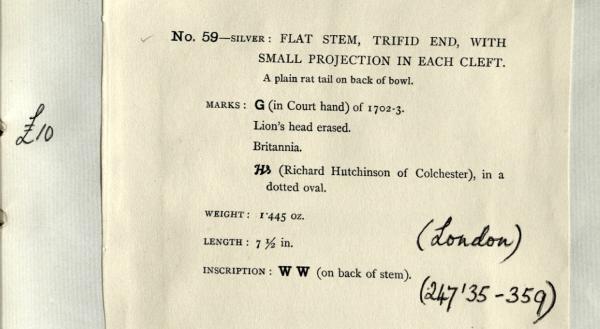 No. 59—SILVER: FLAT STEM, TRIFID END, WITH
SMALL PROJECTION IN EACH CLEFT.
A plain rat tail on back of bowl.
MARKS: G (in Court hand) of 1702-3.
Lion's head erased.
Britannia.
(Richard Hutchinson of Colchester), in a
dotted oval.
£10
WEIGHT: 1·445 oz.
LENGTH: 7 ½ in.
(London)
INSCRIPTION: W W (on back of stem).
(247'35-359)